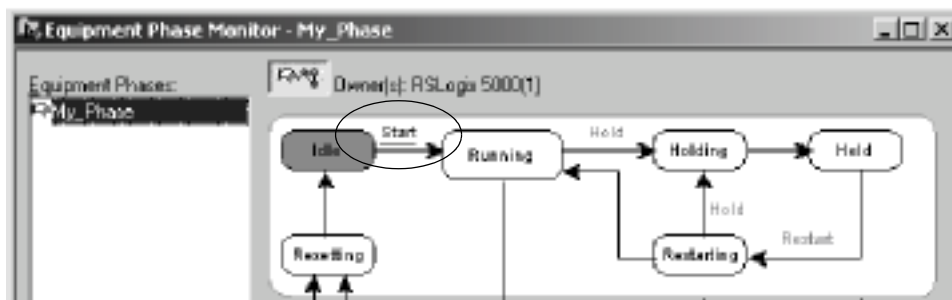 Equipment Phase Monitor - My_Phase
Equipment Phases:
Owner(s): RSLogix 5000(1)
My_Phase
Start
Hold
Idle
Running
Holding
Held
Hold
Restart
Resetting
Restarting